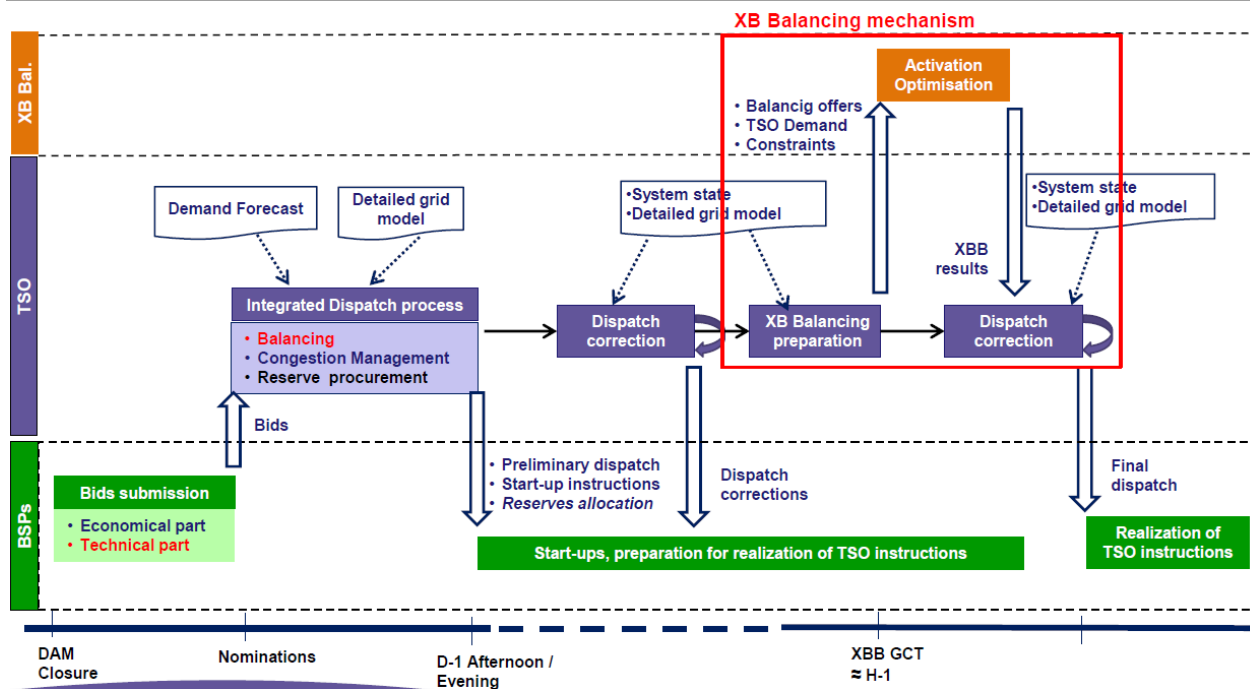 XB Balancing mechanism
XB Bal.
Activation
Optimisation
• Balancig offers
• TSO Demand
Constraints
TSO
Demand Forecast
Detailed grid
model
•System state
•Detailed grid model
•System state
•Detailed grid model
XBB
results
Integrated Dispatch process
• Balancing
• Congestion Management
• Reserve procurement
Dispatch
correction
XB Balancing
preparation
Dispatch
correction
Bids
• Preliminary dispatch
• Start-up instructions
• Reserves allocation
Dispatch
corrections
Final
dispatch
BSPs
Bids submission
• Economical part
• Technical part
Start-ups, preparation for realization of TSO instructions
Realization of
TSO instructions
DAM
Closure
Nominations
D-1 Afternoon /
Evening
XBB GCT
≈ H-1